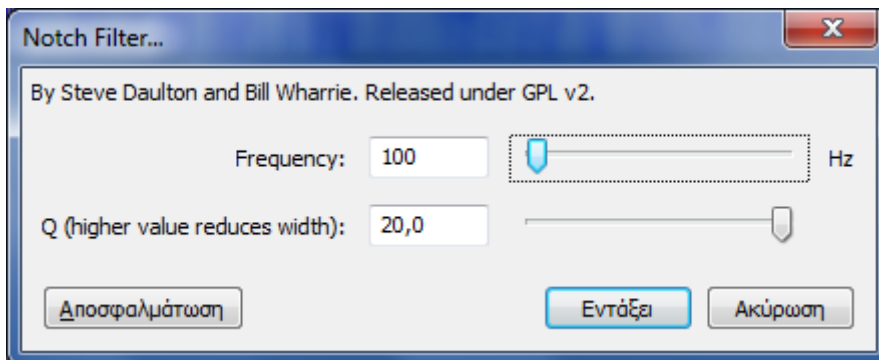 Notch Filter...
By Steve Daulton and Bill Wharrie. Released under GPL v2.
Frequency: 100 Hz
Q (higher value reduces width): 20,0
Αποσφαλμάτωση Εντάξει Ακύρωση